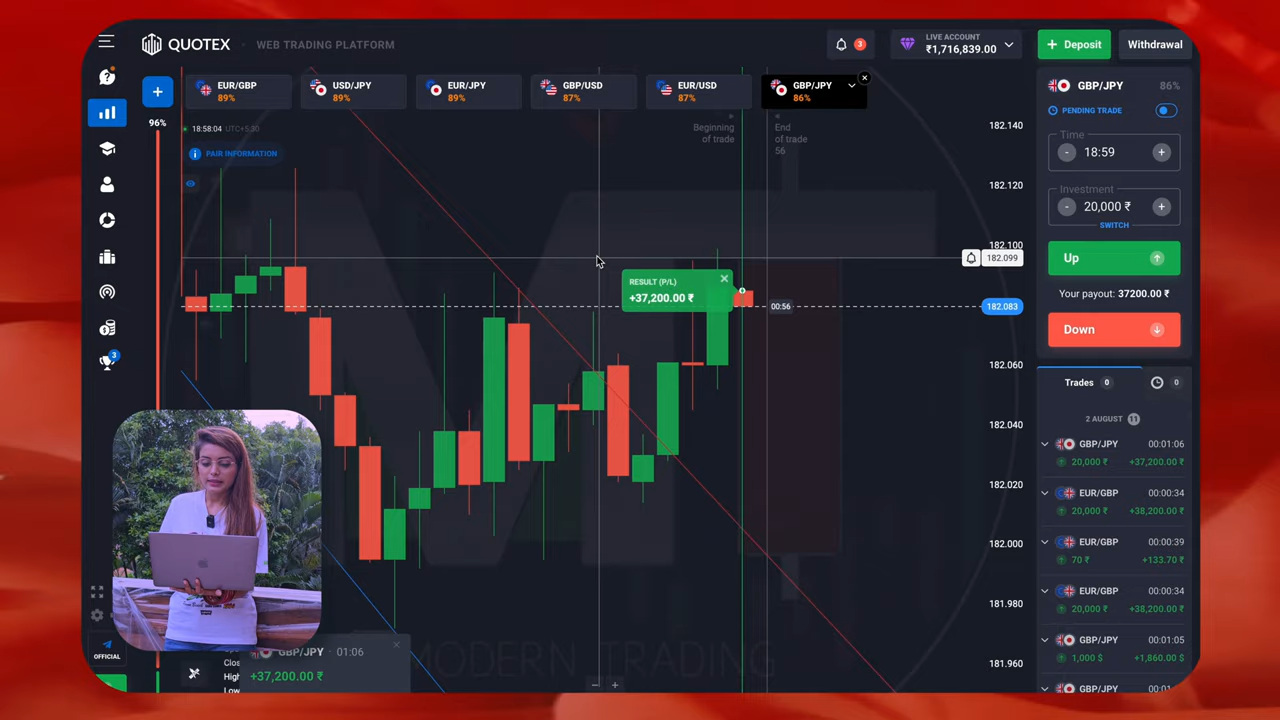 QUOTEX
WEB TRADING PLATFORM
3
LIVE ACCOUNT
₹1,716,839.00
+ Deposit
Withdrawal
+
EUR/GBP
89%
USD/JPY
89%
EUR/JPY
89%
GBP/USD
87%
EUR/USD
87%
GBP/JPY
86%
96%
18:58:04 UTC+5:30
PAIR INFORMATION
Beginning
of trade
End
of trade
56
182.140
182.120
182.100
182.099
182.083
182.060
182.040
182.020
182.000
181.980
181.960
RESULT (P/L)
+37,200.00 ₹
00:56
GBP/JPY
86%
PENDING TRADE
Time
- 18:59 +
Investment
- 20,000 ₹ +
SWITCH
Up
Your payout: 37200.00 ₹
Down
Trades 0
0
2 AUGUST 11
GBP/JPY 00:01:06
20,000 ₹ +37,200.00 ₹
EUR/GBP 00:00:34
20,000 ₹ +38,200.00 ₹
EUR/GBP 00:00:39
70 ₹ +133.70 ₹
EUR/GBP 00:00:34
20,000 ₹ +38,200.00 ₹
GBP/JPY 00:01:05
1,000 $ +1,860.00 $
GBP/JPY
3
OFFICIAL
GBP/JPY · 01:06
+37,200.00 ₹
MODERN TRADING